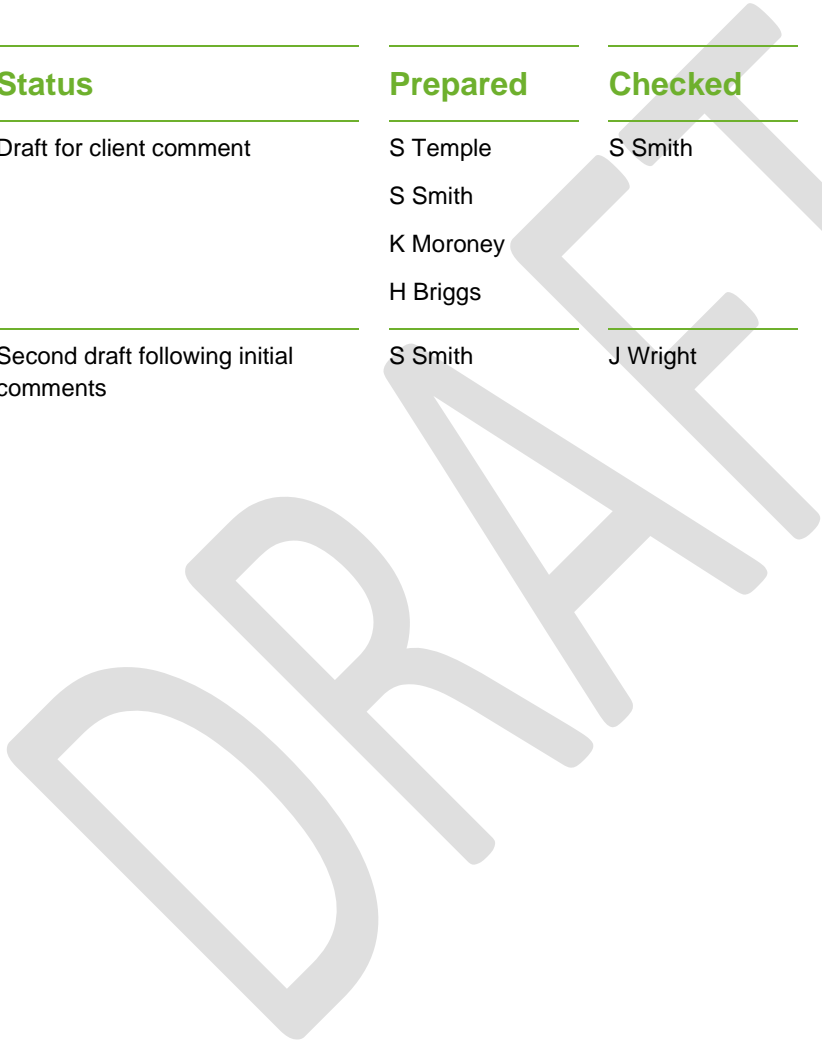 Status Prepared Checked
Draft for client comment S Temple S Smith
S Smith
K Moroney
H Briggs
Second draft following initial S Smith J Wright
comments
DRAFT